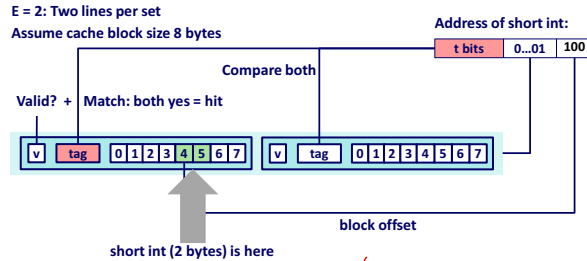 E = 2: Two lines per set
Assume cache block size 8 bytes
Address of short int:
t bits 0...01 100
Compare both
Valid? + Match: both yes = hit
v tag 0 1 2 3 4 5 6 7 v tag 0 1 2 3 4 5 6 7
block offset
short int (2 bytes) is here